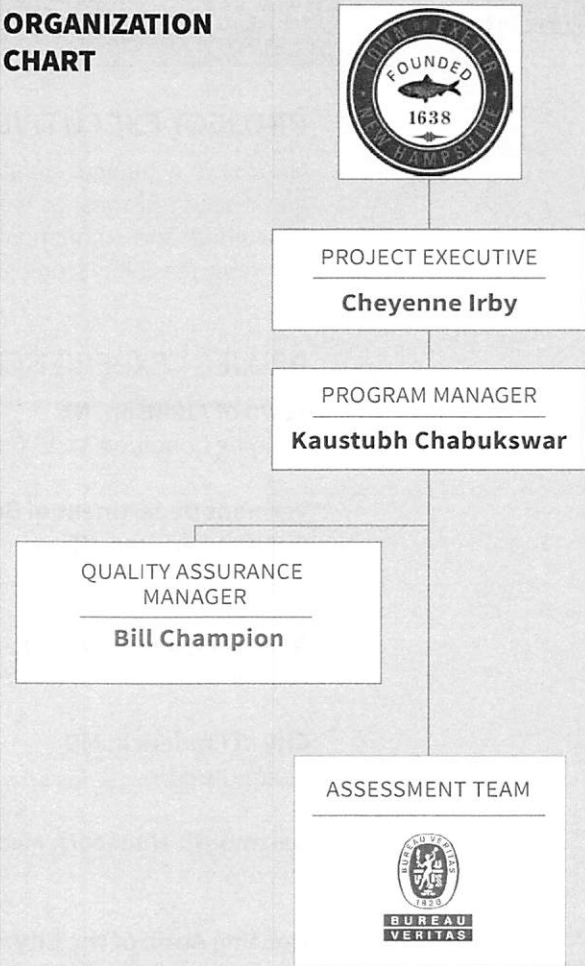 ORGANIZATION
CHART
TOWN OF EXETER
FOUNDED
1638
NEW HAMPSHIRE
PROJECT EXECUTIVE
Cheyenne Irby
PROGRAM MANAGER
Kaustubh Chabukswar
QUALITY ASSURANCE
MANAGER
Bill Champion
ASSESSMENT TEAM
BUREAU VERITAS
1828
BUREAU
VERITAS